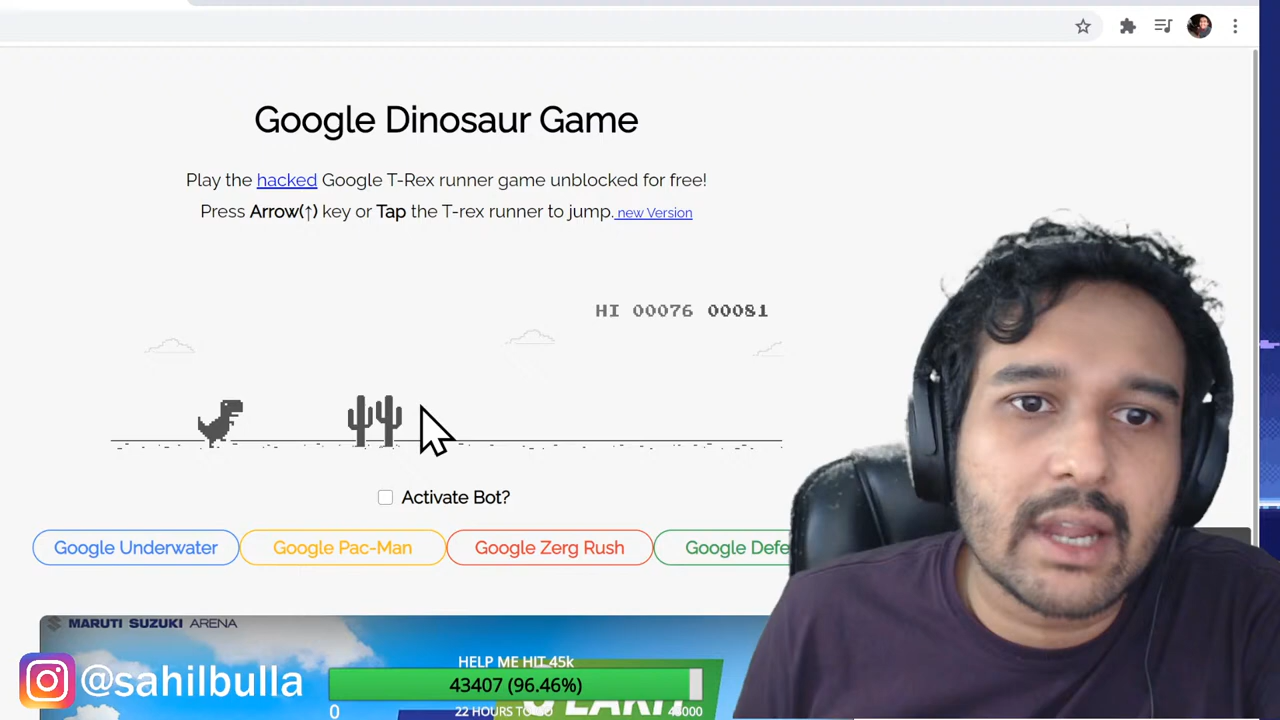 Google Dinosaur Game
Play the hacked Google T-Rex runner game unblocked for free!
Press Arrow(↑) key or Tap the T-rex runner to jump. new Version
HI 00076 00081
Activate Bot?
Google Underwater
Google Pac-Man
Google Zerg Rush
Google Defe
MARUTI SUZUKI ARENA
@sahilbulla
HELP ME HIT 45k
43407 (96.46%)
0
22 HOURS TO